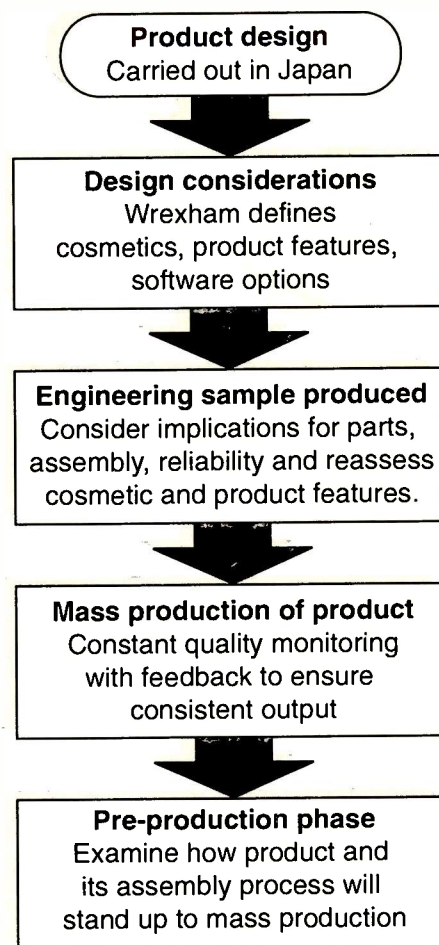 Product design
Carried out in Japan
Design considerations
Wrexham defines
cosmetics, product features,
software options
Engineering sample produced
Consider implications for parts,
assembly, reliability and reassess
cosmetic and product features.
Mass production of product
Constant quality monitoring
with feedback to ensure
consistent output
Pre-production phase
Examine how product and
its assembly process will
stand up to mass production